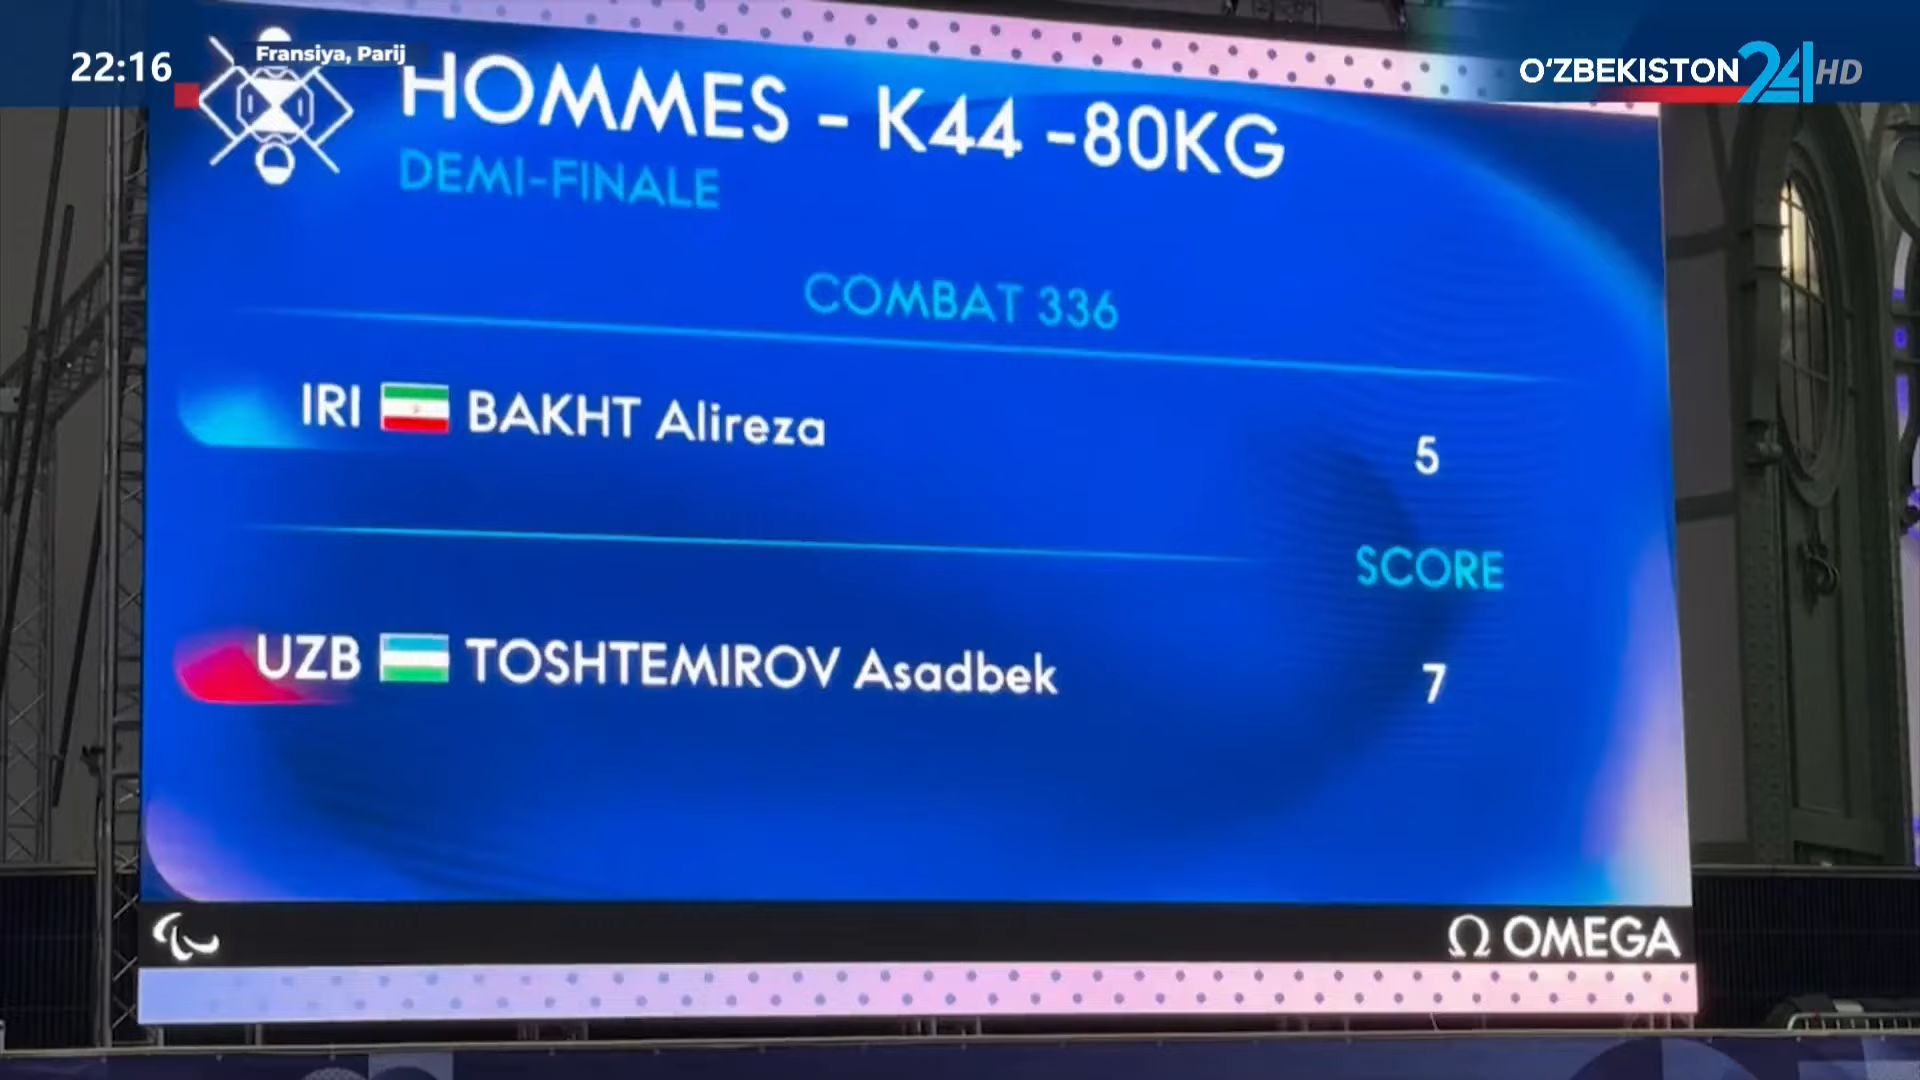 22:16
Fransiya, Parij
O‘ZBEKISTON 24 HD
HOMMES - K44 -80KG
DEMI-FINALE
COMBAT 336
IRI BAKHT Alireza 5
SCORE
UZB TOSHTEMIROV Asadbek 7
Ω OMEGA